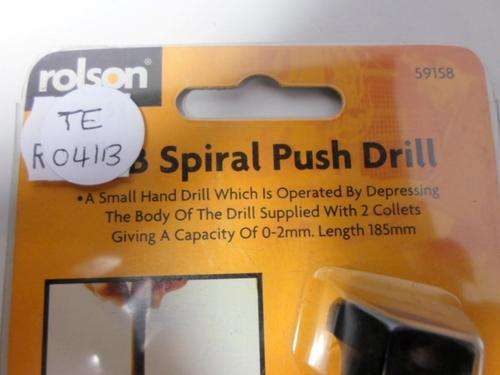 rolson®
59158
TE
R041B
B Spiral Push Drill
•A Small Hand Drill Which Is Operated By Depressing
The Body Of The Drill Supplied With 2 Collets
Giving A Capacity Of 0-2mm. Length 185mm